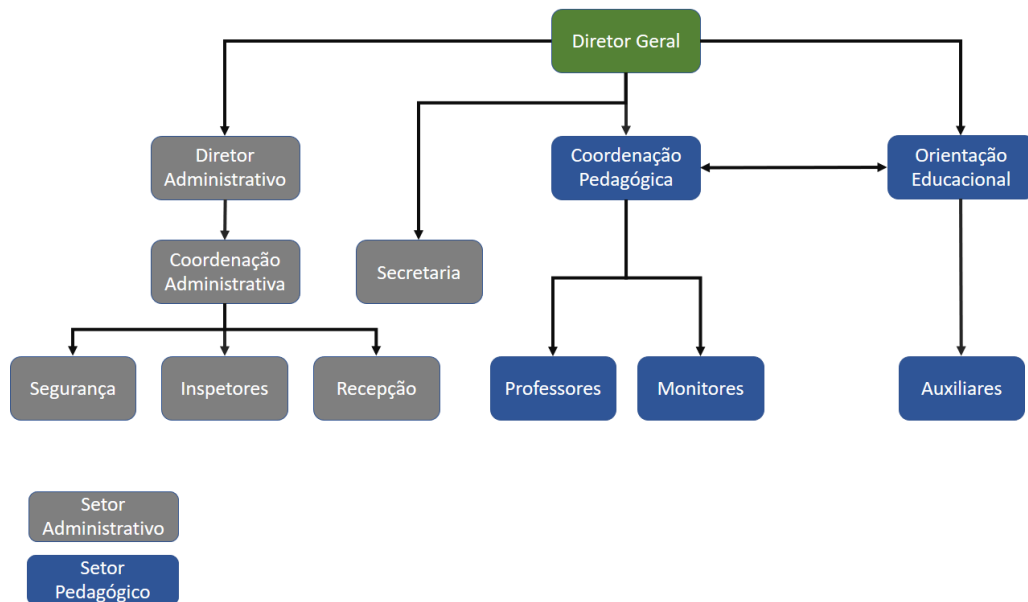 Diretor Geral
Diretor
Administrativo
Coordenação
Pedagógica
Orientação
Educacional
Coordenação
Administrativa
Secretaria
Segurança
Inspetores
Recepção
Professores
Monitores
Auxiliares
Setor
Administrativo
Setor
Pedagógico